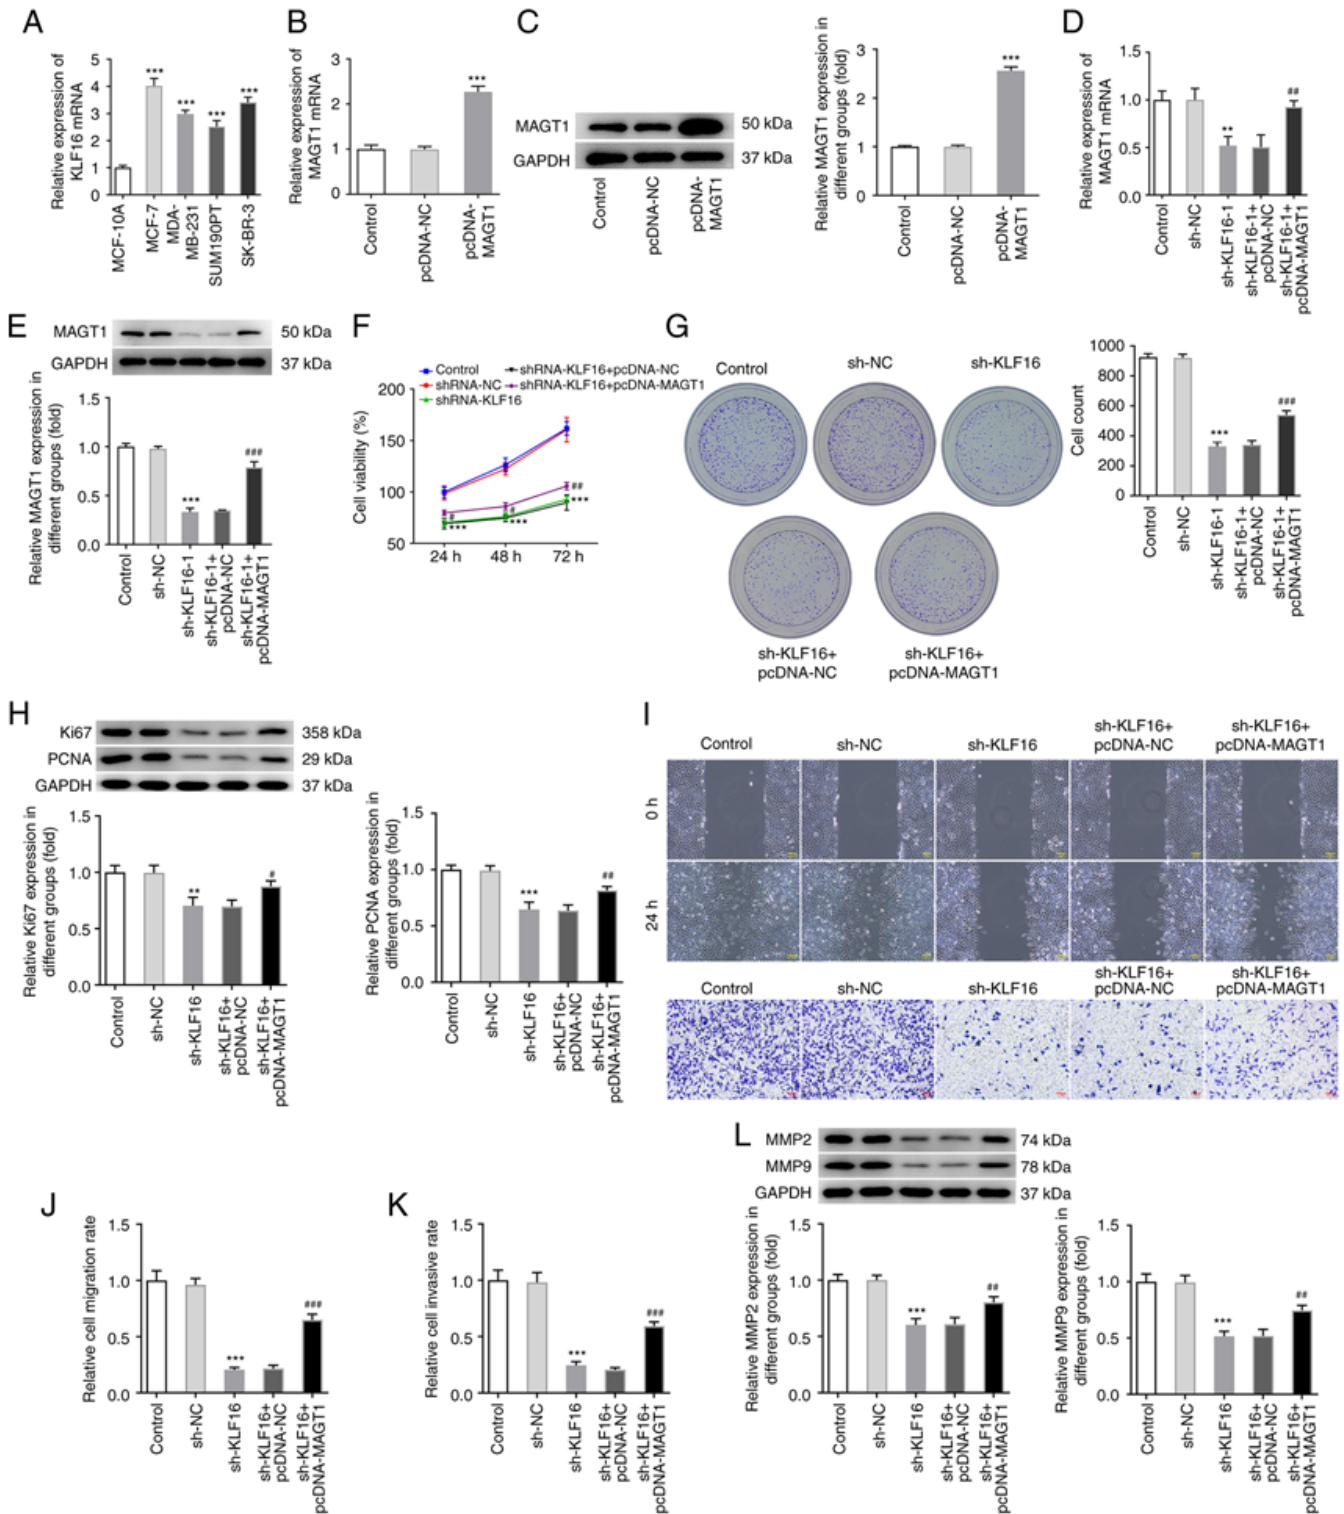 A
Relative expression of
KLF16 mRNA
5
4
3
2
1
0
***
***
***
***
MCF-10A
MCF-7
MDA-
MB-231
SUM190PT
SK-BR-3
B
Relative expression of
MAGT1 mRNA
3
2
1
0
***
Control
pcDNA-NC
pcDNA-
MAGT1
C
MAGT1
50 kDa
GAPDH
37 kDa
Control
pcDNA-NC
pcDNA-
MAGT1
Relative MAGT1 expression in
different groups (fold)
3
2
1
0
***
Control
pcDNA-NC
pcDNA-
MAGT1
D
Relative expression of
MAGT1 mRNA
1.5
1.0
0.5
0.0
**
##
Control
sh-NC
sh-KLF16-1
sh-KLF16-1+
pcDNA-NC
sh-KLF16-1+
pcDNA-MAGT1
E
MAGT1
50 kDa
GAPDH
37 kDa
Relative MAGT1 expression in
different groups (fold)
1.5
1.0
0.5
0.0
***
###
Control
sh-NC
sh-KLF16-1
sh-KLF16-1+
pcDNA-NC
sh-KLF16-1+
pcDNA-MAGT1
F
Control
shRNA-NC
shRNA-KLF16
shRNA-KLF16+pcDNA-NC
shRNA-KLF16+pcDNA-MAGT1
Cell viability (%)
200
150
100
50
#
***
#
***
##
***
24 h
48 h
72 h
G
Control
sh-NC
sh-KLF16
sh-KLF16+
pcDNA-NC
sh-KLF16+
pcDNA-MAGT1
Cell count
1000
800
600
400
200
0
***
###
Control
sh-NC
sh-KLF16-1
sh-KLF16-1+
pcDNA-NC
sh-KLF16-1+
pcDNA-MAGT1
H
Ki67
358 kDa
PCNA
29 kDa
GAPDH
37 kDa
Relative Ki67 expression in
different groups (fold)
1.5
1.0
0.5
0.0
**
#
Control
sh-NC
sh-KLF16
sh-KLF16+
pcDNA-NC
sh-KLF16+
pcDNA-MAGT1
Relative PCNA expression in
different groups (fold)
1.5
1.0
0.5
0.0
***
##
Control
sh-NC
sh-KLF16
sh-KLF16+
pcDNA-NC
sh-KLF16+
pcDNA-MAGT1
I
Control
sh-NC
sh-KLF16
sh-KLF16+
pcDNA-NC
sh-KLF16+
pcDNA-MAGT1
0 h
24 h
Control
sh-NC
sh-KLF16
sh-KLF16+
pcDNA-NC
sh-KLF16+
pcDNA-MAGT1
J
Relative cell migration rate
1.5
1.0
0.5
0.0
***
###
Control
sh-NC
sh-KLF16
sh-KLF16+
pcDNA-NC
sh-KLF16+
pcDNA-MAGT1
K
Relative cell invasive rate
1.5
1.0
0.5
0.0
***
###
Control
sh-NC
sh-KLF16
sh-KLF16+
pcDNA-NC
sh-KLF16+
pcDNA-MAGT1
L
MMP2
74 kDa
MMP9
78 kDa
GAPDH
37 kDa
Relative MMP2 expression in
different groups (fold)
1.5
1.0
0.5
0.0
***
##
Control
sh-NC
sh-KLF16
sh-KLF16+
pcDNA-NC
sh-KLF16+
pcDNA-MAGT1
Relative MMP9 expression in
different groups (fold)
1.5
1.0
0.5
0.0
***
##
Control
sh-NC
sh-KLF16
sh-KLF16+
pcDNA-NC
sh-KLF16+
pcDNA-MAGT1